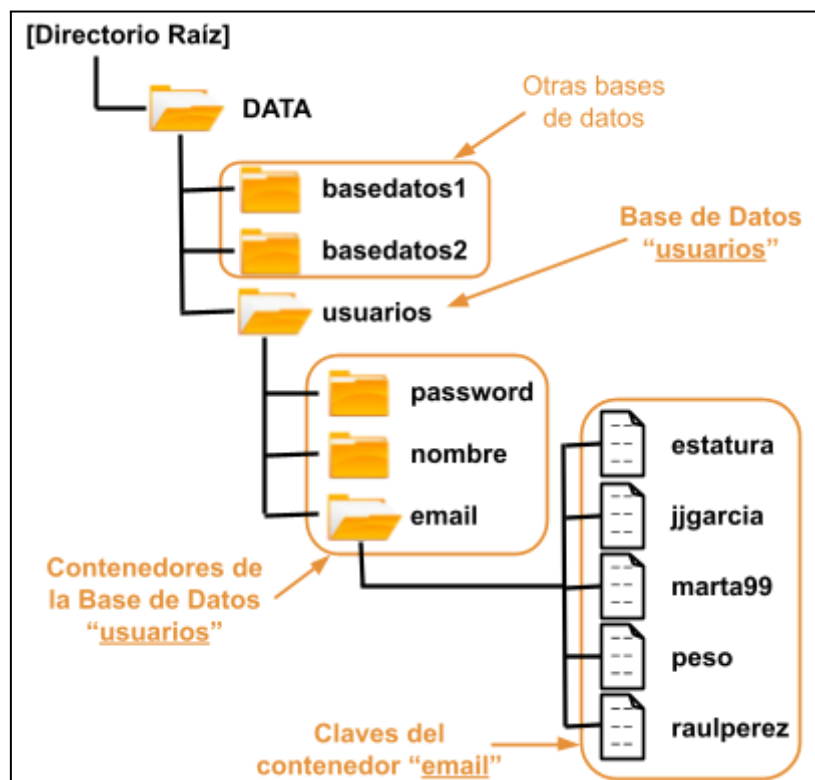 [Directorio Raíz]
DATA
Otras bases
de datos
basedatos1
basedatos2
Base de Datos
“usuarios”
usuarios
password
nombre
email
estatura
jjgarcia
marta99
peso
raulperez
Contenedores de
la Base de Datos
“usuarios”
Claves del
contenedor “email”